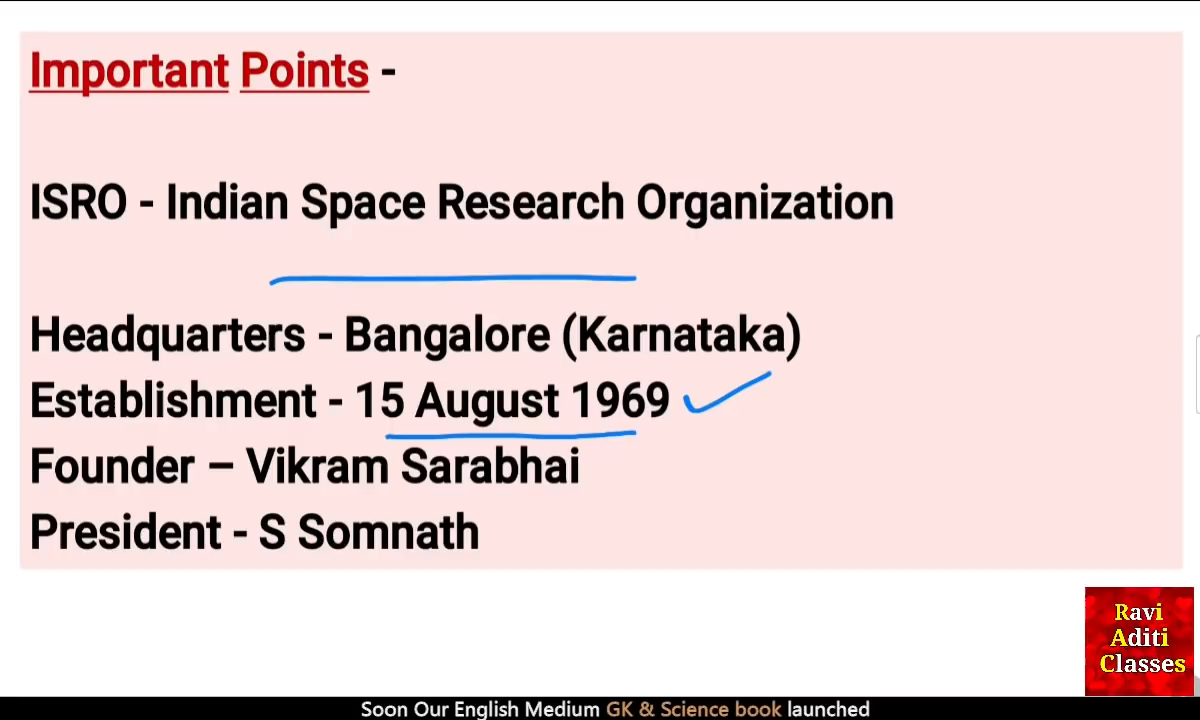 Important Points -
ISRO - Indian Space Research Organization
Headquarters - Bangalore (Karnataka)
Establishment - 15 August 1969
Founder – Vikram Sarabhai
President - S Somnath
Ravi
Aditi
Classes
Soon Our English Medium GK & Science book launched